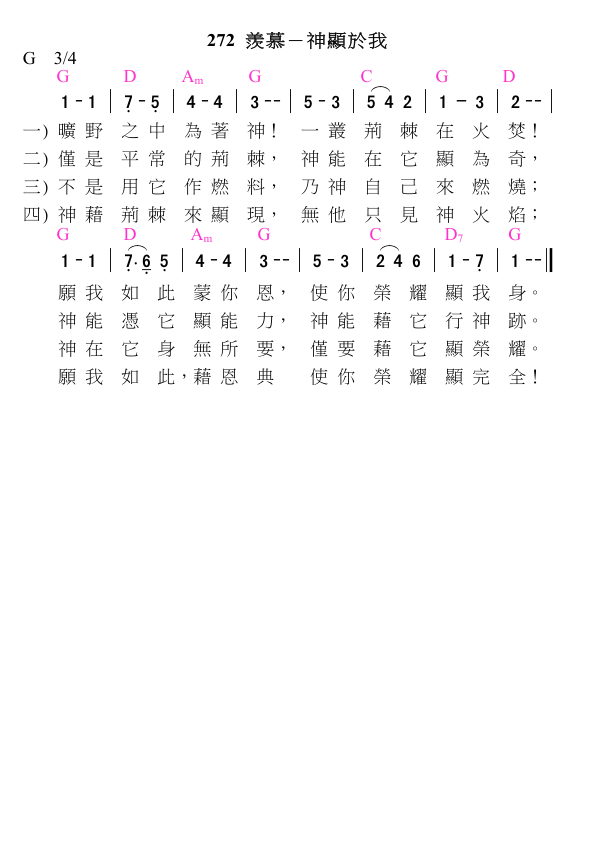 272 羨慕－神顯於我
G 3/4
G D Am G C G D
1 - 1 | 7̣ - 5̣ | 4 - 4 | 3 - - | 5 - 3 | 5 4 2 | 1 － 3 | 2 - - |
一) 曠 野 之 中 為 著 神！ 一 叢 荊 棘 在 火 焚！
二) 僅 是 平 常 的 荊 棘， 神 能 在 它 顯 為 奇，
三) 不 是 用 它 作 燃 料， 乃 神 自 己 來 燃 燒；
四) 神 藉 荊 棘 來 顯 現， 無 他 只 見 神 火 焰；
G D Am G C D7 G
1 - 1 | 7̣. 6̣ 5̣ | 4 - 4 | 3 - - | 5 - 3 | 2 4 6 | 1 - 7̣ | 1 - - ‖
願 我 如 此 蒙 你 恩， 使 你 榮 耀 顯 我 身。
神 能 憑 它 顯 能 力， 神 能 藉 它 行 神 跡。
神 在 它 身 無 所 要， 僅 要 藉 它 顯 榮 耀。
願 我 如 此，藉 恩 典 使 你 榮 耀 顯 完 全！